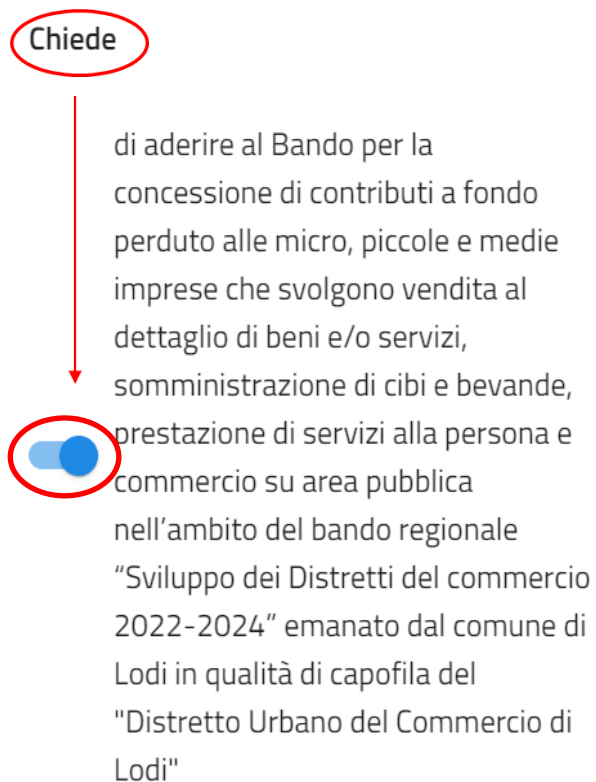 Chiede
di aderire al Bando per la
concessione di contributi a fondo
perduto alle micro, piccole e medie
imprese che svolgono vendita al
dettaglio di beni e/o servizi,
somministrazione di cibi e bevande,
prestazione di servizi alla persona e
commercio su area pubblica
nell’ambito del bando regionale
“Sviluppo dei Distretti del commercio
2022-2024” emanato dal comune di
Lodi in qualità di capofila del
"Distretto Urbano del Commercio di
Lodi"